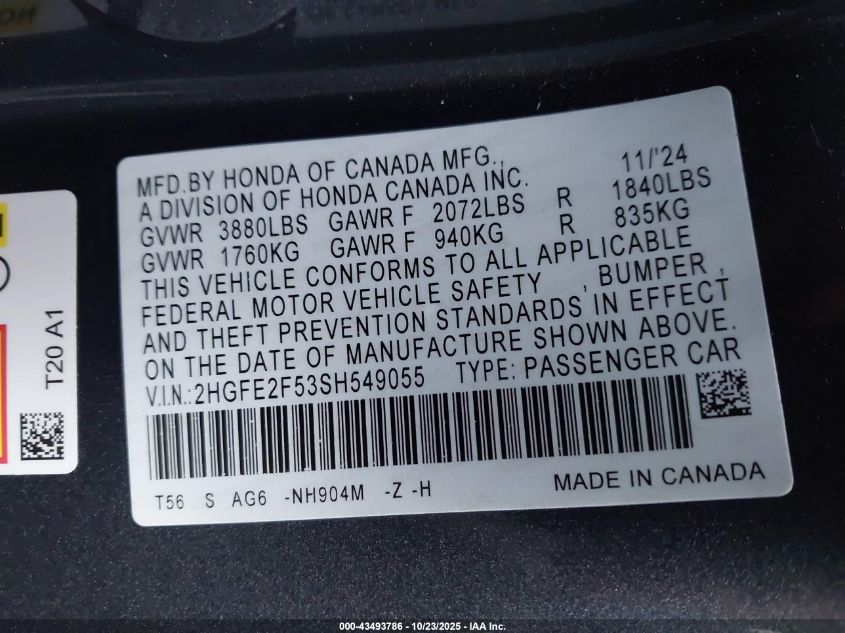 MFD.BY HONDA OF CANADA MFG., 11/'24
A DIVISION OF HONDA CANADA INC.
GVWR 3880LBS GAWR F 2072LBS R 1840LBS
GVWR 1760KG GAWR F 940KG R 835KG
THIS VEHICLE CONFORMS TO ALL APPLICABLE
FEDERAL MOTOR VEHICLE SAFETY , BUMPER ,
AND THEFT PREVENTION STANDARDS IN EFFECT
ON THE DATE OF MANUFACTURE SHOWN ABOVE.
V.I.N.:2HGFE2F53SH549055 TYPE: PASSENGER CAR
T56 S AG6 -NH904M -Z -H MADE IN CANADA
T20 A1
000-43493786 - 10/23/2025 - IAA Inc.